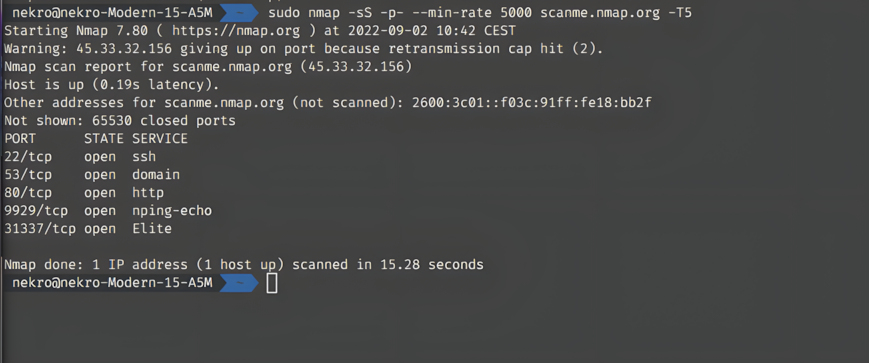 nekro@nekro-Modern-15-A5M ~ sudo nmap -sS -p- --min-rate 5000 scanme.nmap.org -T5
Starting Nmap 7.80 ( https://nmap.org ) at 2022-09-02 10:42 CEST
Warning: 45.33.32.156 giving up on port because retransmission cap hit (2).
Nmap scan report for scanme.nmap.org (45.33.32.156)
Host is up (0.19s latency).
Other addresses for scanme.nmap.org (not scanned): 2600:3c01::f03c:91ff:fe18:bb2f
Not shown: 65530 closed ports
PORT      STATE SERVICE
22/tcp    open  ssh
53/tcp    open  domain
80/tcp    open  http
9929/tcp  open  nping-echo
31337/tcp open  Elite
Nmap done: 1 IP address (1 host up) scanned in 15.28 seconds
nekro@nekro-Modern-15-A5M ~